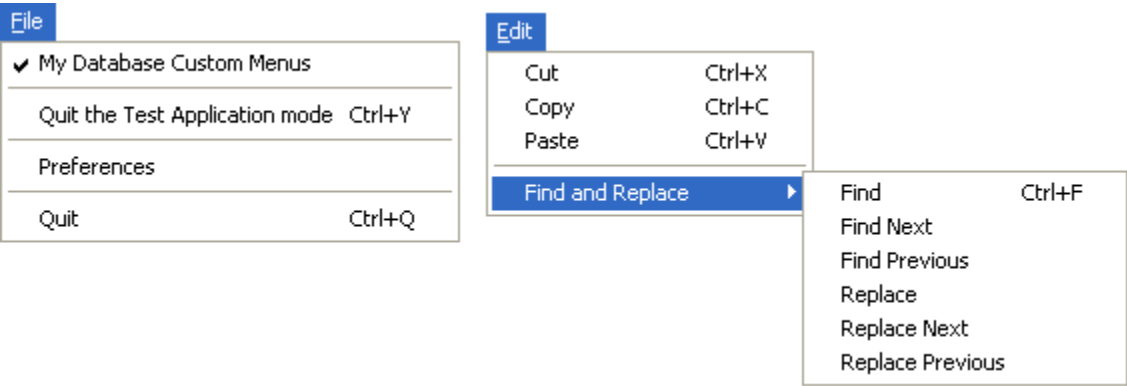 File
My Database Custom Menus
Quit the Test Application mode Ctrl+Y
Preferences
Quit Ctrl+Q
Edit
Cut Ctrl+X
Copy Ctrl+C
Paste Ctrl+V
Find and Replace
Find Ctrl+F
Find Next
Find Previous
Replace
Replace Next
Replace Previous